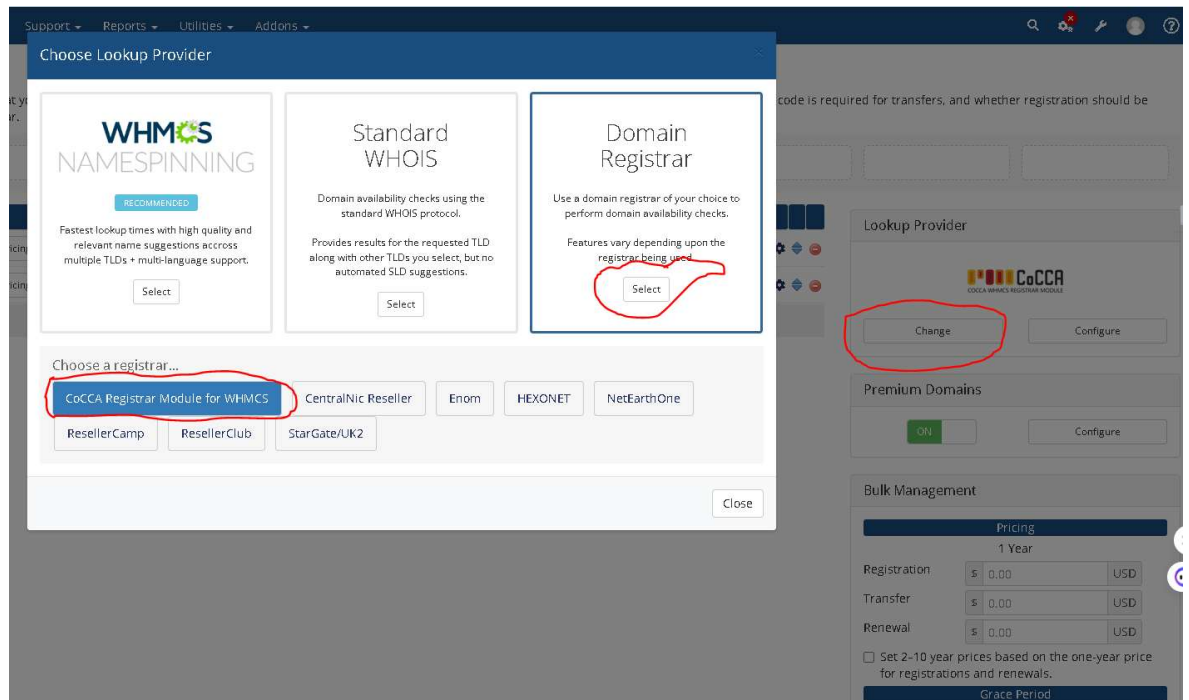 Support Reports Utilities Addons
Choose Lookup Provider
code is required for transfers, and whether registration should be
WHMCS
NAMESPINNING
RECOMMENDED
Fastest lookup times with high quality and
relevant name suggestions accross
multiple TLDs + multi-language support.
Select
Standard
WHOIS
Domain availability checks using the
standard WHOIS protocol.
Provides results for the requested TLD
along with other TLDs you select, but no
automated SLD suggestions.
Select
Domain
Registrar
Use a domain registrar of your choice to
perform domain availability checks.
Features vary depending upon the
registrar being used.
Select
Choose a registrar...
CoCCA Registrar Module for WHMCS CentralNic Reseller Enom HEXONET NetEarthOne
ResellerCamp ResellerClub StarGate/UK2
Close
Lookup Provider
CoCCA
COCCA WHMCS REGISTRAR MODULE
Change Configure
Premium Domains
ON Configure
Bulk Management
Pricing
1 Year
Registration $ 0.00 USD
Transfer $ 0.00 USD
Renewal $ 0.00 USD
Set 2-10 year prices based on the one-year price
for registrations and renewals.
Grace Period